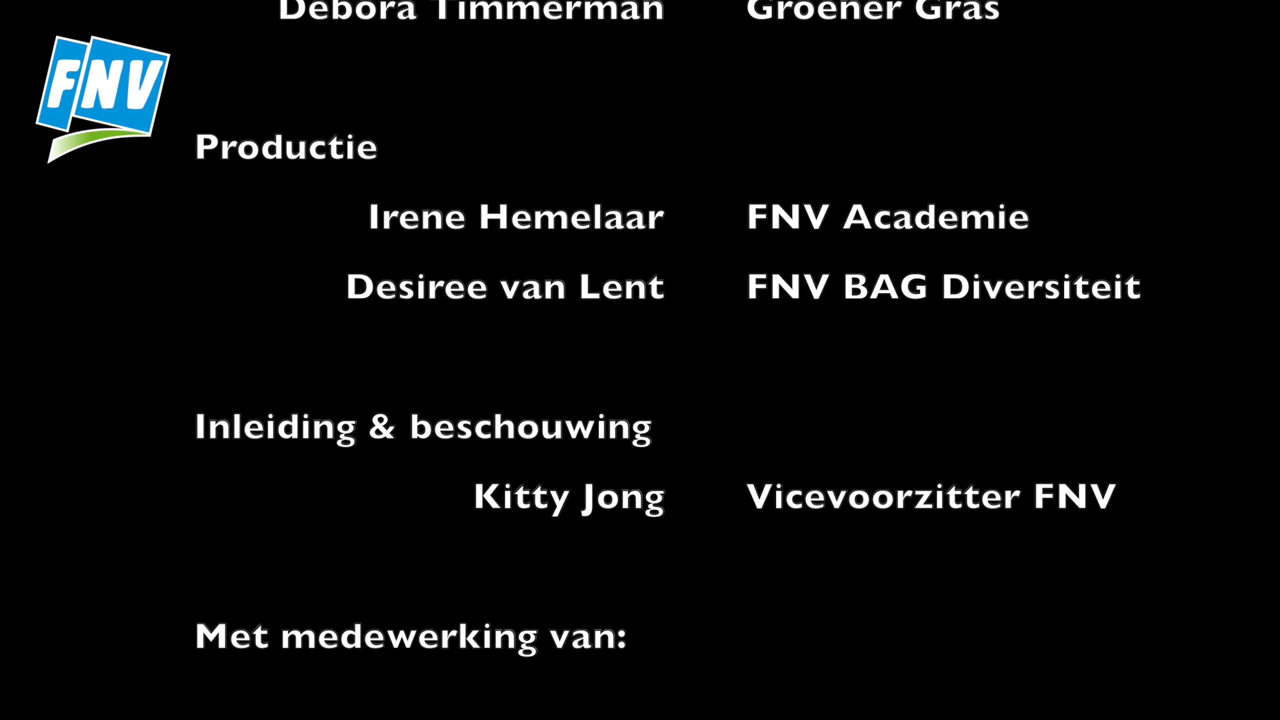 Debora Timmerman Groener Gras
FNV
Productie
Irene Hemelaar FNV Academie
Desiree van Lent FNV BAG Diversiteit
Inleiding & beschouwing
Kitty Jong Vicevoorzitter FNV
Met medewerking van: